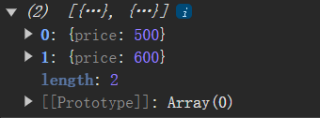 ▼ (2) [{…}, {…}] i
▶ 0: {price: 500}
▶ 1: {price: 600}
length: 2
▶ [[Prototype]]: Array(0)